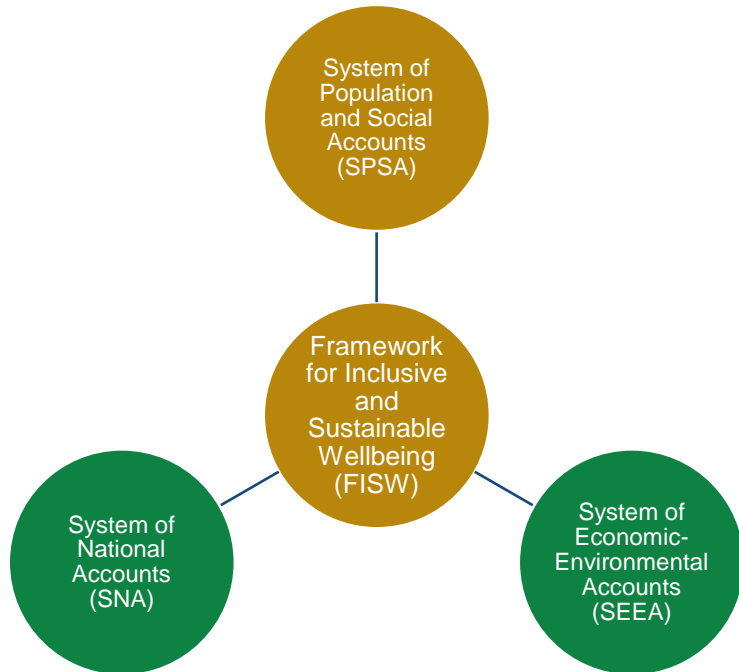 System of
Population
and Social
Accounts
(SPSA)
Framework
for Inclusive
and
Sustainable
Wellbeing
(FISW)
System of
National
Accounts
(SNA)
System of
Economic-
Environmental
Accounts
(SEEA)